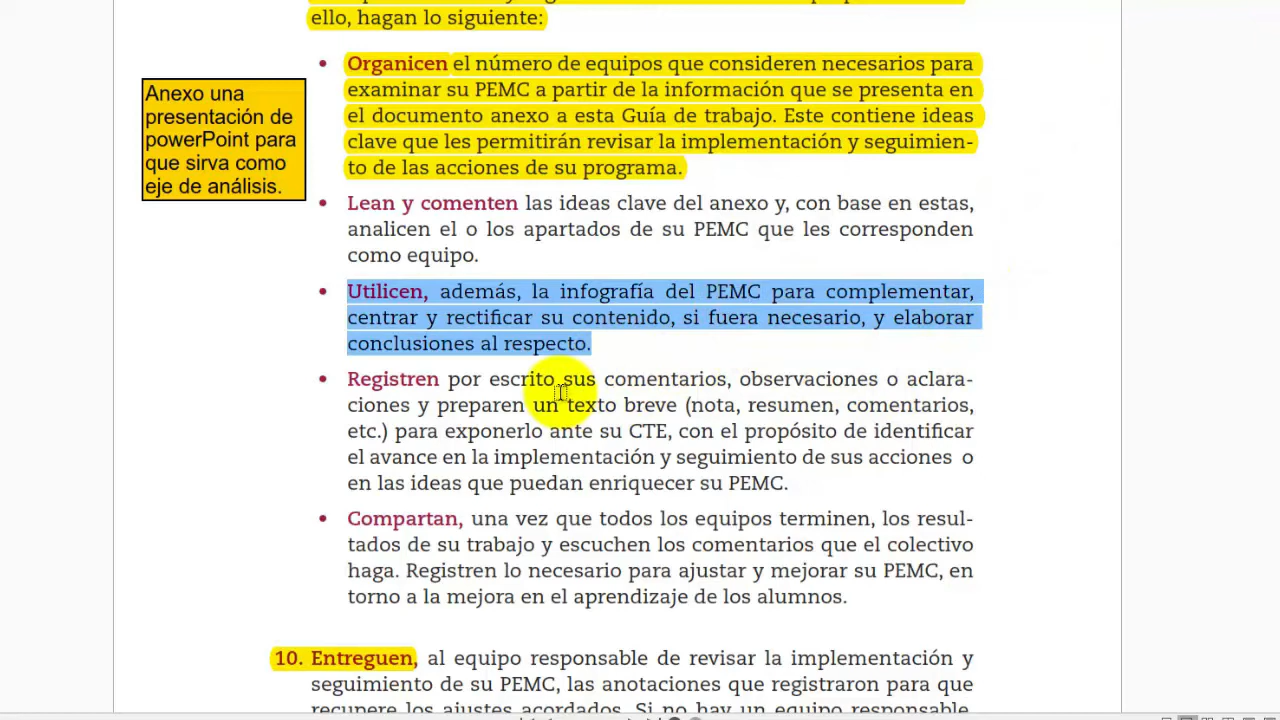 ello, hagan lo siguiente:
• Organicen el número de equipos que consideren necesarios para
examinar su PEMC a partir de la información que se presenta en
el documento anexo a esta Guía de trabajo. Este contiene ideas
clave que les permitirán revisar la implementación y seguimien-
to de las acciones de su programa.
Anexo una
presentación de
powerPoint para
que sirva como
eje de análisis.
• Lean y comenten las ideas clave del anexo y, con base en estas,
analicen el o los apartados de su PEMC que les corresponden
como equipo.
• Utilicen, además, la infografía del PEMC para complementar,
centrar y rectificar su contenido, si fuera necesario, y elaborar
conclusiones al respecto.
• Registren por escrito sus comentarios, observaciones o aclara-
ciones y preparen un texto breve (nota, resumen, comentarios,
etc.) para exponerlo ante su CTE, con el propósito de identificar
el avance en la implementación y seguimiento de sus acciones o
en las ideas que puedan enriquecer su PEMC.
• Compartan, una vez que todos los equipos terminen, los resul-
tados de su trabajo y escuchen los comentarios que el colectivo
haga. Registren lo necesario para ajustar y mejorar su PEMC, en
torno a la mejora en el aprendizaje de los alumnos.
10. Entreguen, al equipo responsable de revisar la implementación y
seguimiento de su PEMC, las anotaciones que registraron para que
recupere los ajustes acordados. Si no hay un equipo responsable,